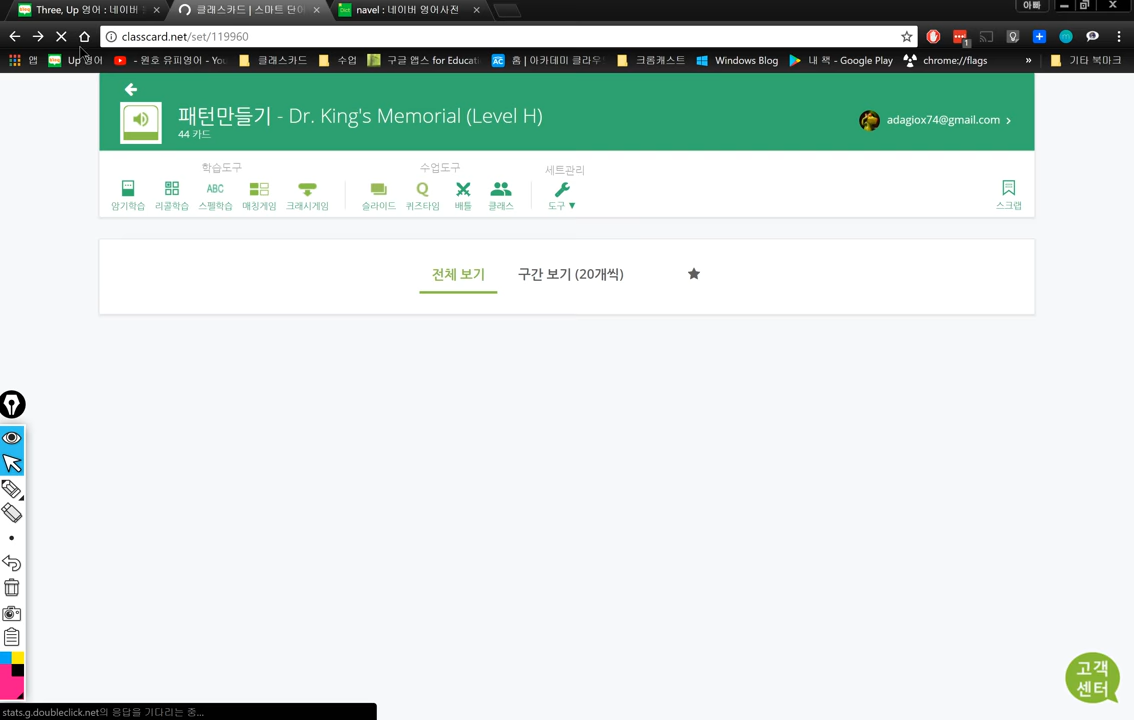 Three, Up 영어 : 네이버
클래스카드 | 스마트 단어
navel : 네이버 영어사전
아빠
classcard.net/set/119960
앱
Up 영어
- 원호 유피영어 - You
클래스카드
수업
구글 앱스 for Educati
홈 | 아카데미 클라우
크롬캐스트
Windows Blog
내 책 - Google Play
chrome://flags
»
기타 북마크
패턴만들기 - Dr. King's Memorial (Level H)
44 카드
adagiox74@gmail.com
학습도구
수업도구
세트관리
ABC
Q
암기학습
리콜학습
스펠학습
매칭게임
크래시게임
슬라이드
퀴즈타임
배틀
클래스
도구 ▼
스크랩
전체 보기
구간 보기 (20개씩)
고객
센터
stats.g.doubleclick.net의 응답을 기다리는 중...